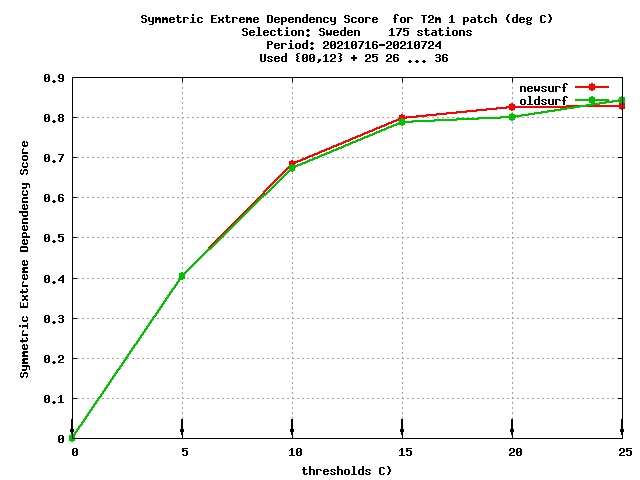 Symmetric Extreme Dependency Score  for T2m 1 patch (deg C)
Selection: Sweden    175 stations
Period: 20210716-20210724
Used {00,12} + 25 26 ... 36
newsurf
oldsurf
Symmetric Extreme Dependency Score
0.9
0.8
0.7
0.6
0.5
0.4
0.3
0.2
0.1
0
0 5 10 15 20 25
thresholds C)